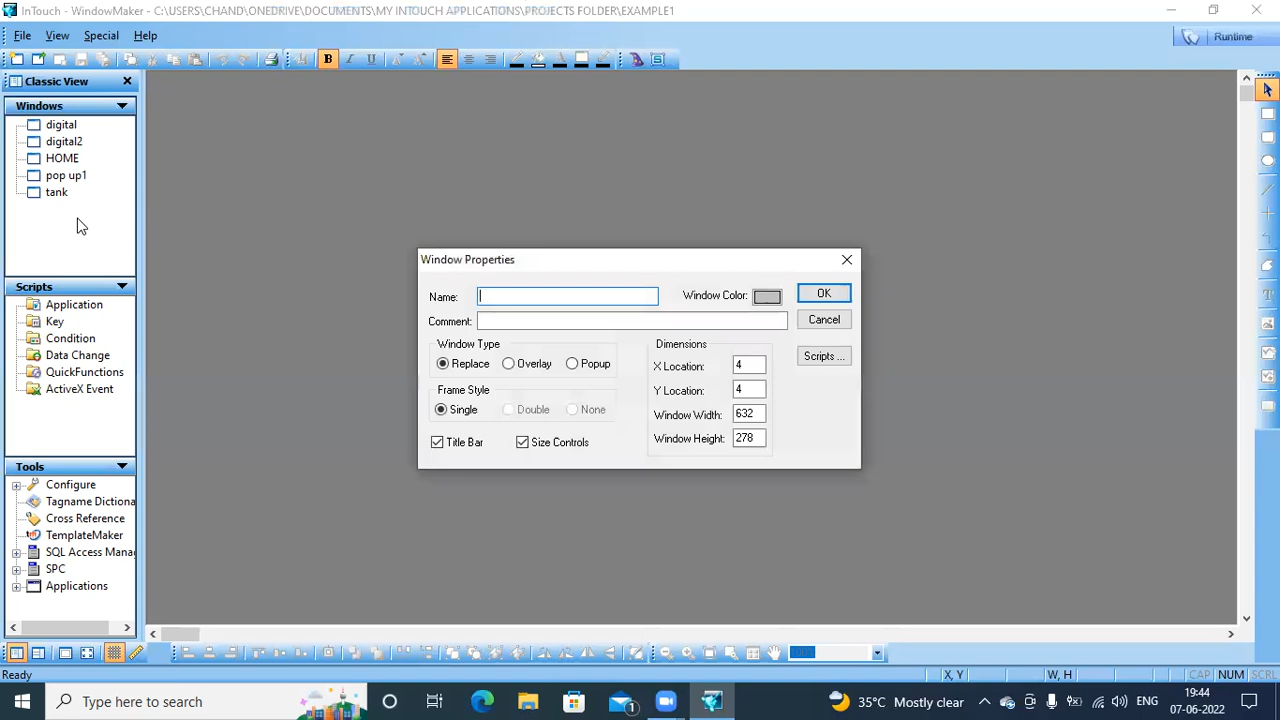 InTouch - WindowMaker - C:\USERS\CHAND\ONEDRIVE\DOCUMENTS\MY INTOUCH APPLICATIONS\PROJECTS FOLDER\EXAMPLE1
File View Special Help
Runtime
Classic View
Windows
digital
digital2
HOME
pop up1
tank
Scripts
Application
Key
Condition
Data Change
QuickFunctions
ActiveX Event
Tools
Configure
Tagname Dictiona
Cross Reference
TemplateMaker
SQL Access Mana
SPC
Applications
Window Properties
Name:
Window Color:
OK
Comment:
Cancel
Window Type
Replace Overlay Popup
Frame Style
Single Double None
Title Bar Size Controls
Dimensions
X Location: 4
Y Location: 4
Window Width: 632
Window Height: 278
Scripts ...
Ready
X, Y W, H CAP NUM SCRL
Type here to search
1
35°C Mostly clear
ENG
19:44
07-06-2022